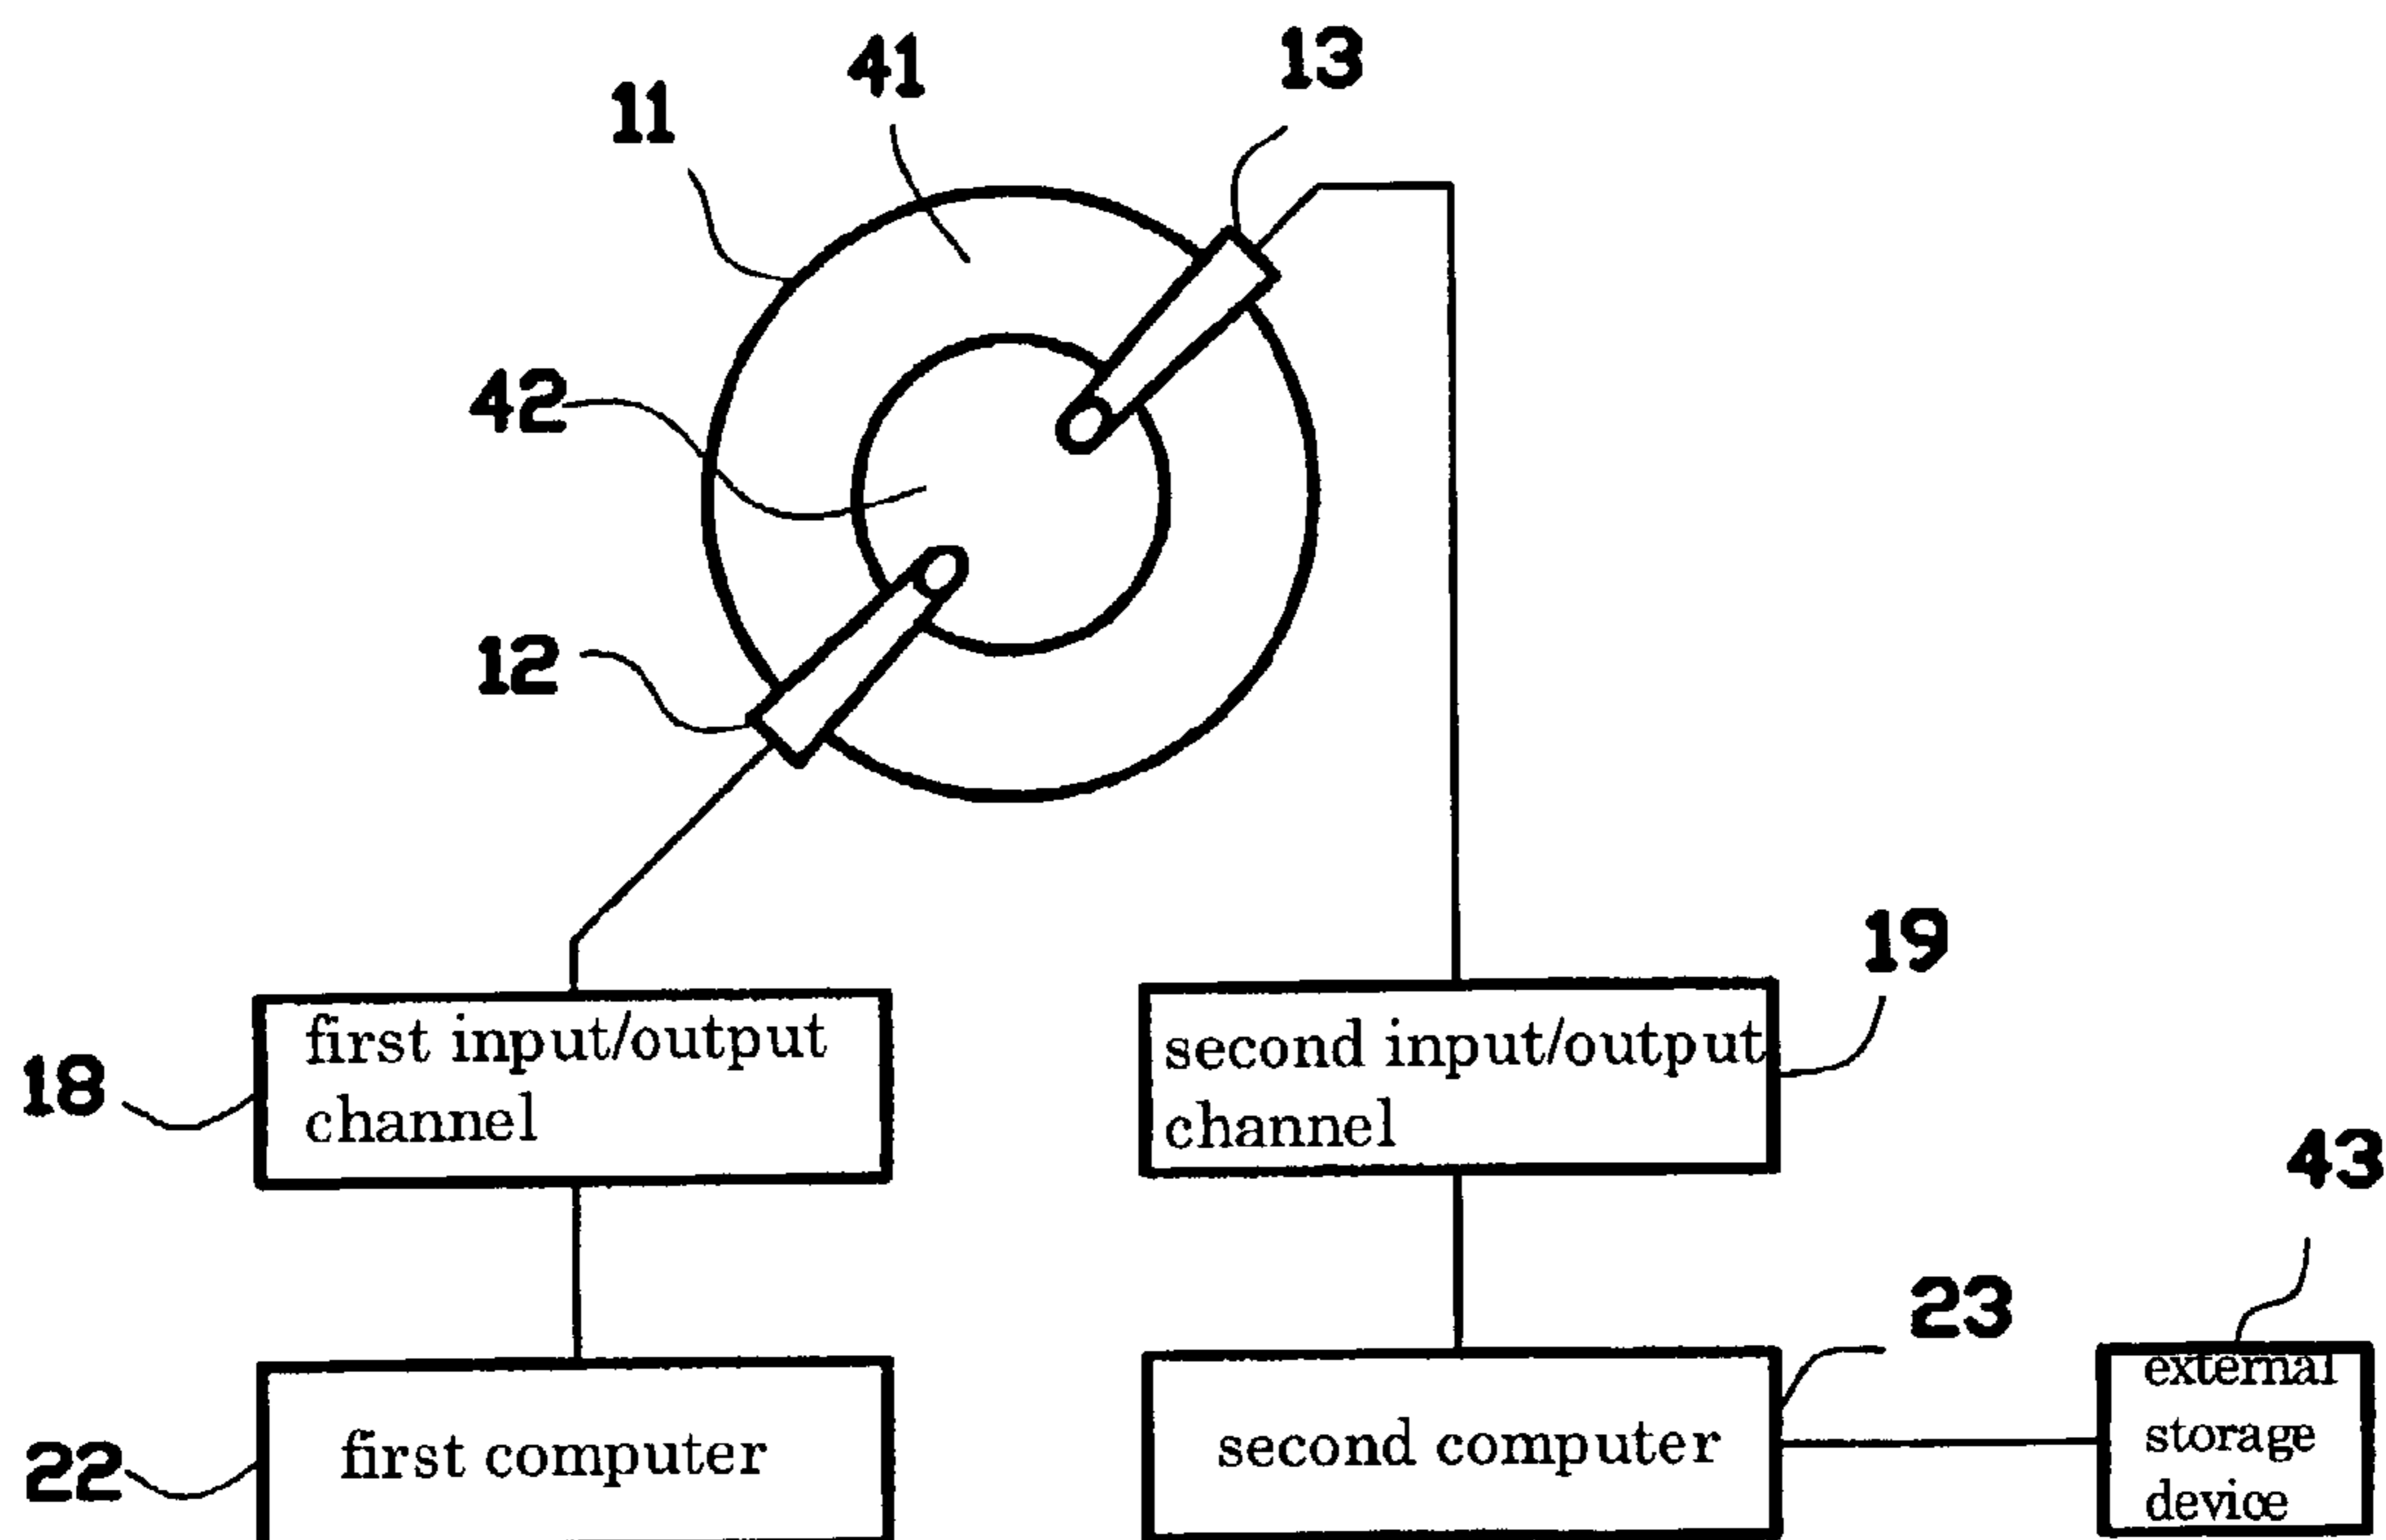 41
13
11
42
12
19
first input/output
channel
18
second input/output
channel
43
23
22
first computer
second computer
external
storage
device